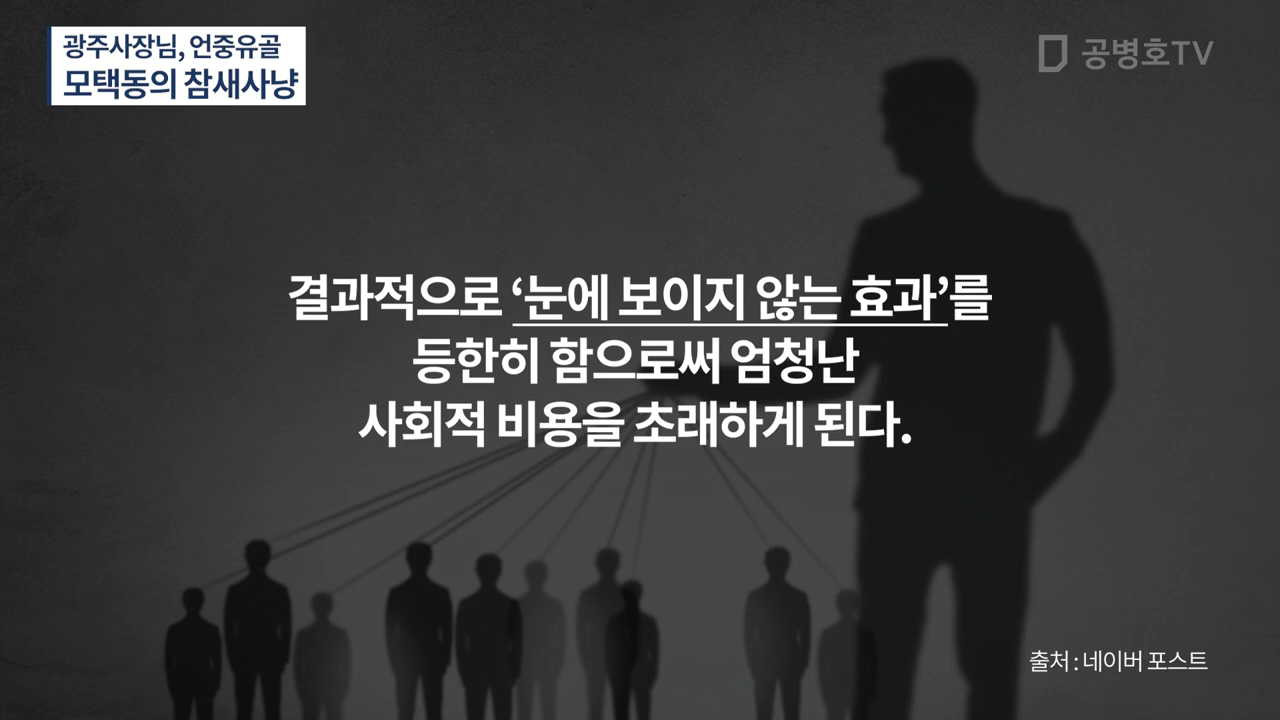 광주사장님, 언중유골
모택동의 참새사냥
공병호TV
결과적으로 ‘눈에 보이지 않는 효과’를
등한히 함으로써 엄청난
사회적 비용을 초래하게 된다.
출처 : 네이버 포스트